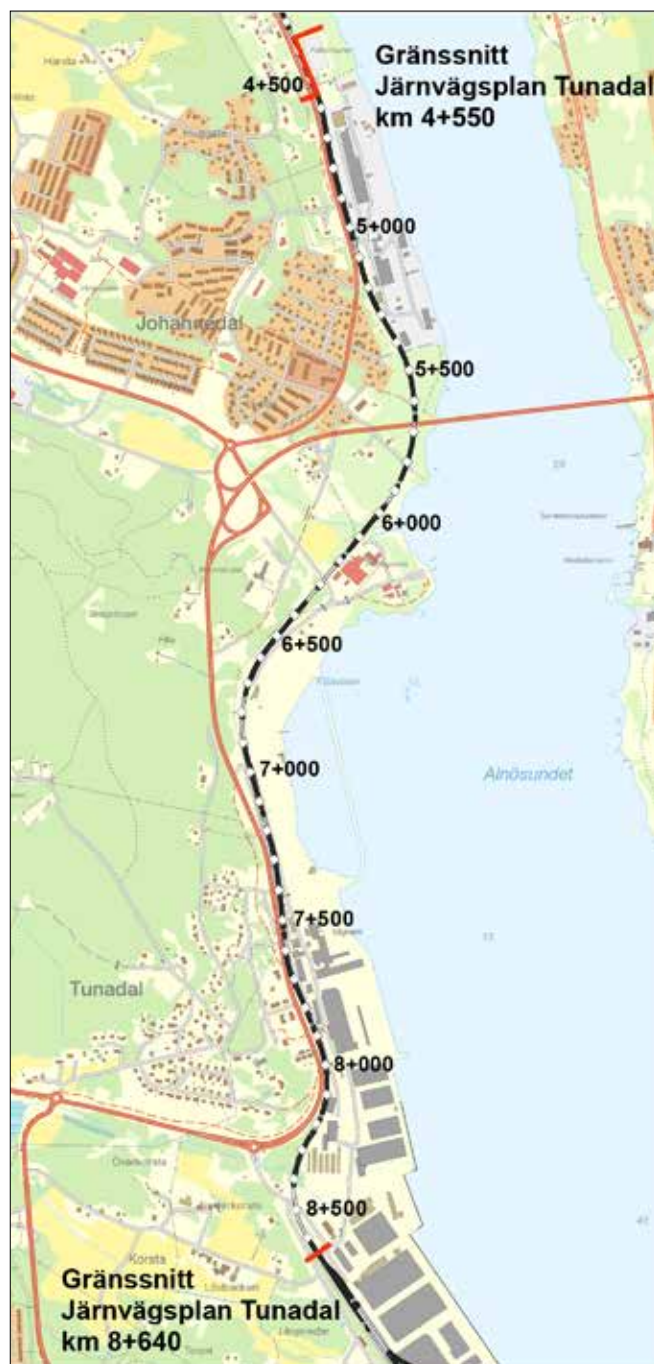 Gränssnitt
Järnvägsplan Tunadal
km 4+550
4+500
5+000
Johannedal
5+500
6+000
6+500
7+000
Alnösundet
7+500
Tunadal
8+000
8+500
Korsta
Gränssnitt
Järnvägsplan Tunadal
km 8+640